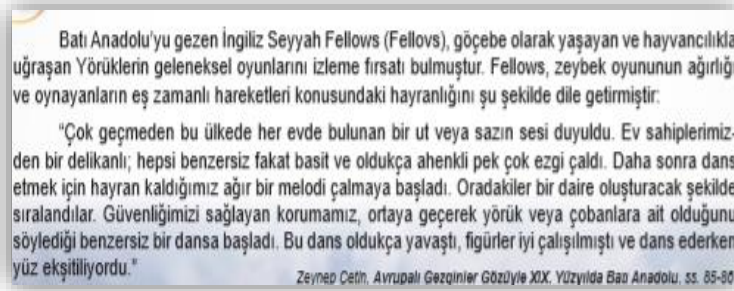 Batı Anadolu'yu gezen İngiliz Seyyah Fellows (Fellovs), göçebe olarak yaşayan ve hayvancılıkla
uğraşan Yörüklerin geleneksel oyunlarını izleme fırsatı bulmuştur. Fellows, zeybek oyununun ağırlığı
ve oynayanların eş zamanlı hareketleri konusundaki hayranlığını şu şekilde dile getirmiştir:
"Çok geçmeden bu ülkede her evde bulunan bir ut veya sazın sesi duyuldu. Ev sahiplerimiz-
den bir delikanlı; hepsi benzersiz fakat basit ve oldukça ahenkli pek çok ezgi çaldı. Daha sonra dans
etmek için hayran kaldığımız ağır bir melodi çalmaya başladı. Oradakiler bir daire oluşturacak şekilde
sıralandılar. Güvenliğimizi sağlayan korumamız, ortaya geçerek yörük veya çobanlara ait olduğunu
söylediği benzersiz bir dansa başladı. Bu dans oldukça yavaştı, figürler iyi çalışılmıştı ve dans ederken
yüz ekşitiliyordu."
Zeynep Çetin, Avrupalı Gezginler Gözüyle XIX. Yüzyılda Batı Anadolu, ss. 85-86